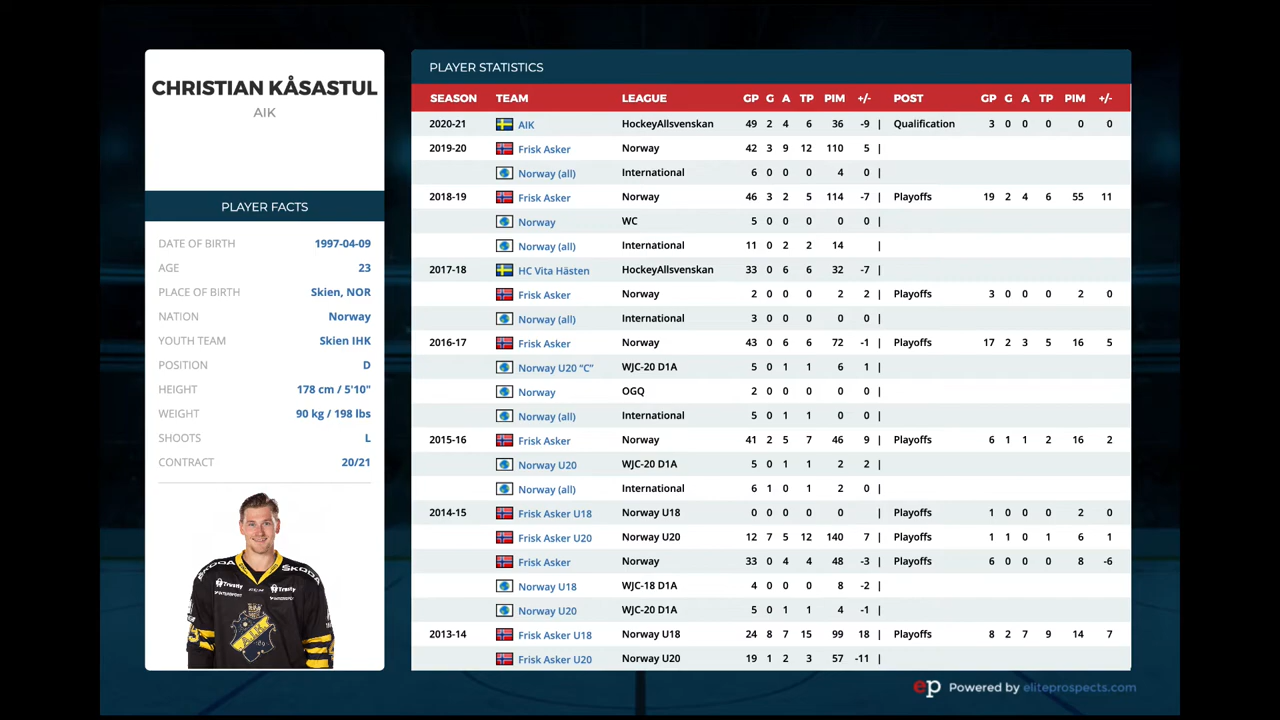 CHRISTIAN KÅSASTUL
AIK
PLAYER FACTS
DATE OF BIRTH 1997-04-09
AGE 23
PLACE OF BIRTH Skien, NOR
NATION Norway
YOUTH TEAM Skien IHK
POSITION D
HEIGHT 178 cm / 5'10"
WEIGHT 90 kg / 198 lbs
SHOOTS L
CONTRACT 20/21
ŠKODA ŠKODA
Trustly Trustly
AIK
PLAYER STATISTICS
SEASON TEAM LEAGUE GP G A TP PIM +/- POST GP G A TP PIM +/-
2020-21 AIK HockeyAllsvenskan 49 2 4 6 36 -9 | Qualification 3 0 0 0 0 0
2019-20 Frisk Asker Norway 42 3 9 12 110 5 |
Norway (all) International 6 0 0 0 4 0 |
2018-19 Frisk Asker Norway 46 3 2 5 114 -7 | Playoffs 19 2 4 6 55 11
Norway WC 5 0 0 0 0 0 |
Norway (all) International 11 0 2 2 14 |
2017-18 HC Vita Hästen HockeyAllsvenskan 33 0 6 6 32 -7 |
Frisk Asker Norway 2 0 0 0 2 2 | Playoffs 3 0 0 0 2 0
Norway (all) International 3 0 0 0 0 0 |
2016-17 Frisk Asker Norway 43 0 6 6 72 -1 | Playoffs 17 2 3 5 16 5
Norway U20 “C” WJC-20 D1A 5 0 1 1 6 1 |
Norway OGQ 2 0 0 0 0 0 |
Norway (all) International 5 0 1 1 0 0 |
2015-16 Frisk Asker Norway 41 2 5 7 46 9 | Playoffs 6 1 1 2 16 2
Norway U20 WJC-20 D1A 5 0 1 1 2 2 |
Norway (all) International 6 1 0 1 2 0 |
2014-15 Frisk Asker U18 Norway U18 0 0 0 0 0 | Playoffs 1 0 0 0 2 0
Frisk Asker U20 Norway U20 12 7 5 12 140 7 | Playoffs 1 1 0 1 6 1
Frisk Asker Norway 33 0 4 4 48 -3 | Playoffs 6 0 0 0 8 -6
Norway U18 WJC-18 D1A 4 0 0 0 8 -2 |
Norway U20 WJC-20 D1A 5 0 1 1 4 -1 |
2013-14 Frisk Asker U18 Norway U18 24 8 7 15 99 18 | Playoffs 8 2 7 9 14 7
Frisk Asker U20 Norway U20 19 1 2 3 57 -11 |
ep Powered by eliteprospects.com